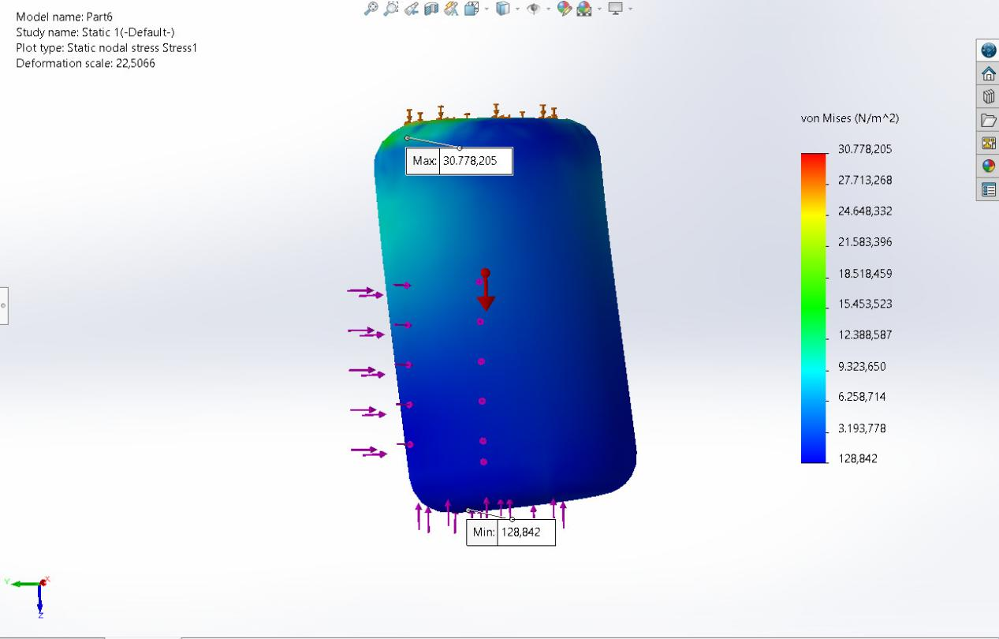 Model name: Part6
Study name: Static 1(-Default-)
Plot type: Static nodal stress Stress1
Deformation scale: 22,5066
von Mises (N/m^2)
30.778,205
27.713,268
24.648,332
21.583,396
18.518,459
15.453,523
12.388,587
9.323,650
6.258,714
3.193,778
128,842
Max: 30.778,205
Min: 128,842
Y
X
Z